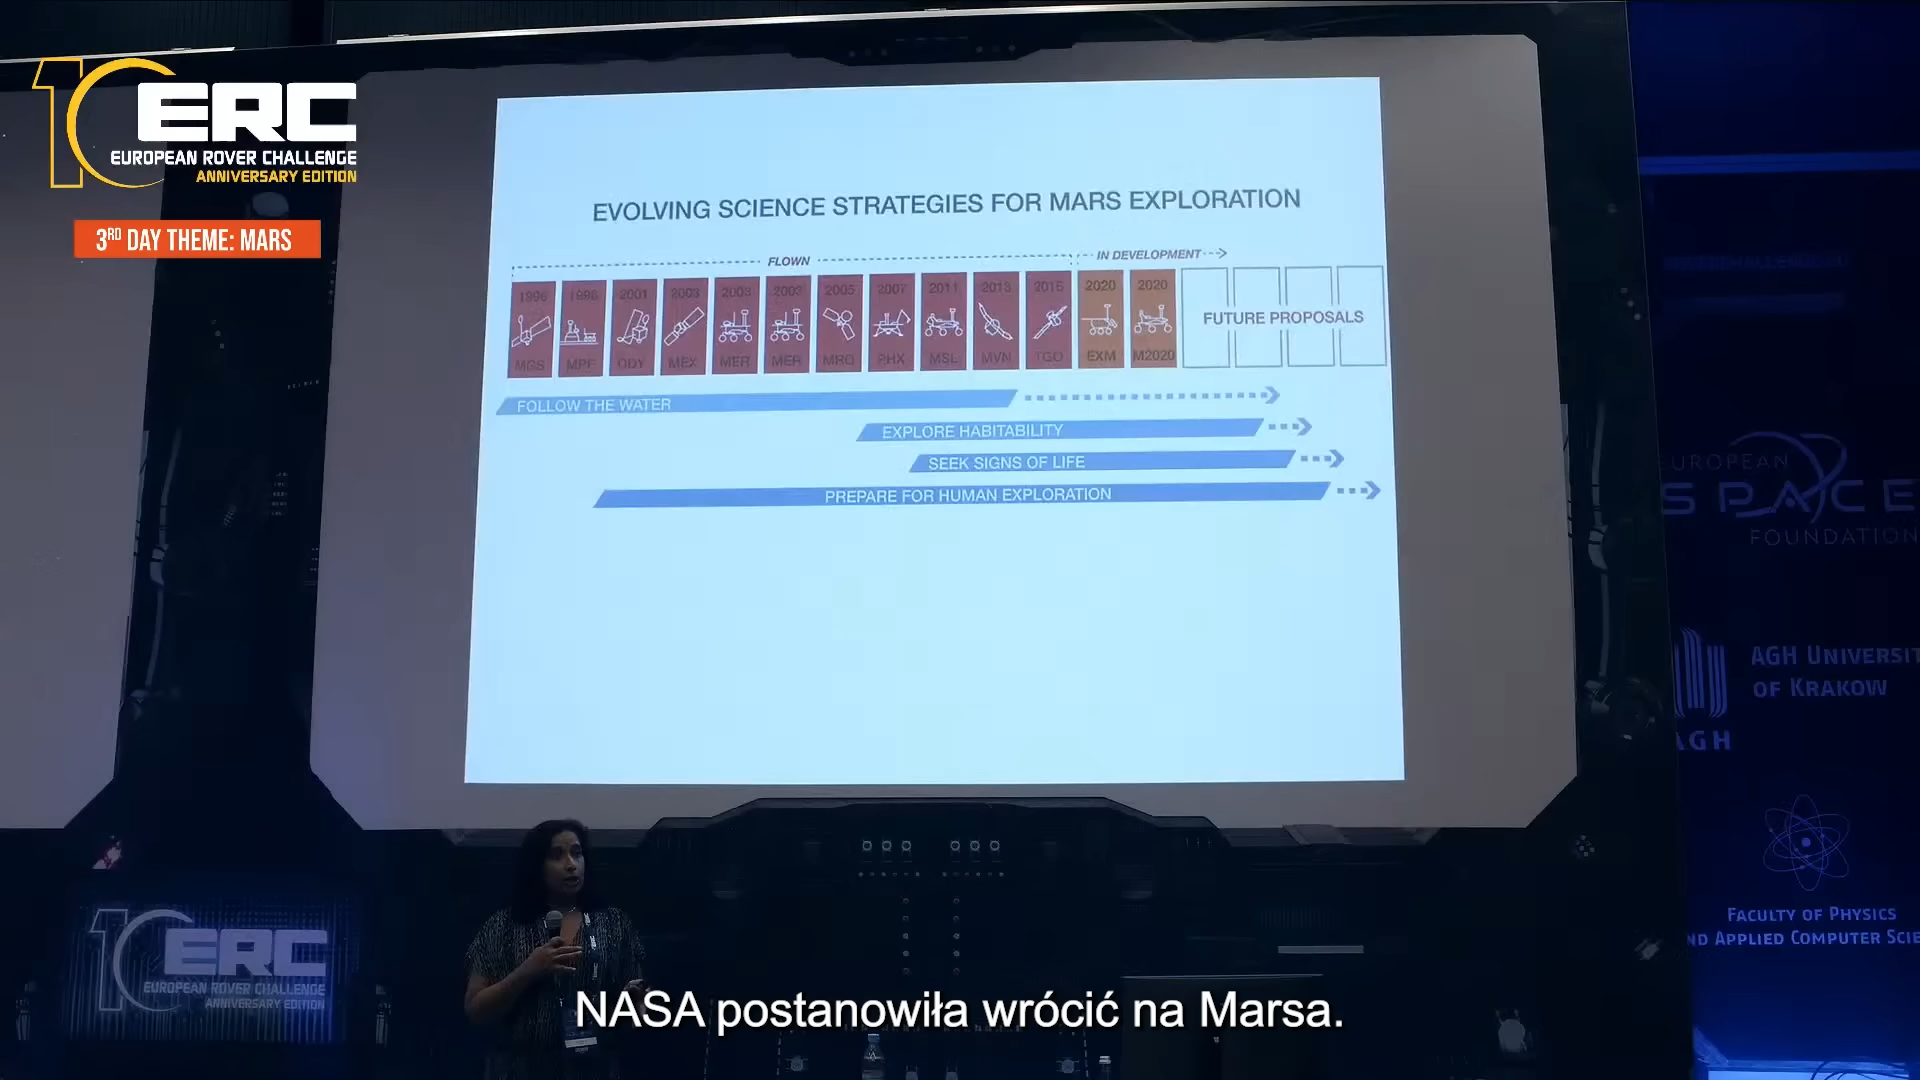 10
ERC
EUROPEAN ROVER CHALLENGE
ANNIVERSARY EDITION
3RD DAY THEME: MARS
EVOLVING SCIENCE STRATEGIES FOR MARS EXPLORATION
FLOWN
IN DEVELOPMENT
1996 1996 2001 2003 2003 2003 2005 2007 2011 2013 2016 2020 2020
MGS MPF ODY MEX MER MER MRO PHX MSL MVN TGO EXM M2020
FUTURE PROPOSALS
FOLLOW THE WATER
EXPLORE HABITABILITY
SEEK SIGNS OF LIFE
PREPARE FOR HUMAN EXPLORATION
EUROPEAN
SPACE
FOUNDATION
AGH UNIVERSIT
OF KRAKOW
AGH
FACULTY OF PHYSICS
ND APPLIED COMPUTER SCIE
10
ERC
EUROPEAN ROVER CHALLENGE
ANNIVERSARY EDITION
NASA postanowiła wrócić na Marsa.